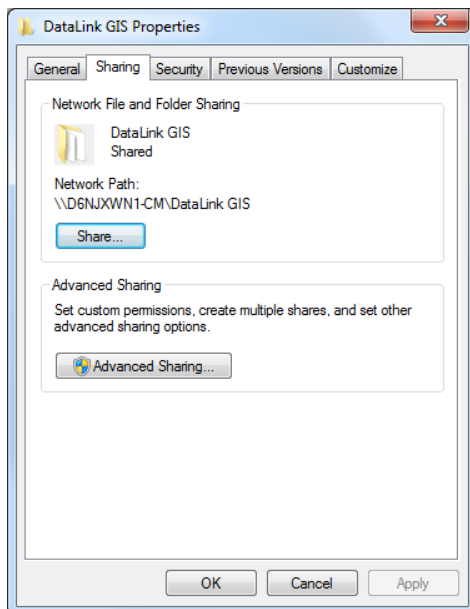 DataLink GIS Properties
General Sharing Security Previous Versions Customize
Network File and Folder Sharing
DataLink GIS
Shared
Network Path:
\\D6NJXWN1-CM\DataLink GIS
Share...
Advanced Sharing
Set custom permissions, create multiple shares, and set other
advanced sharing options.
Advanced Sharing...
OK Cancel Apply